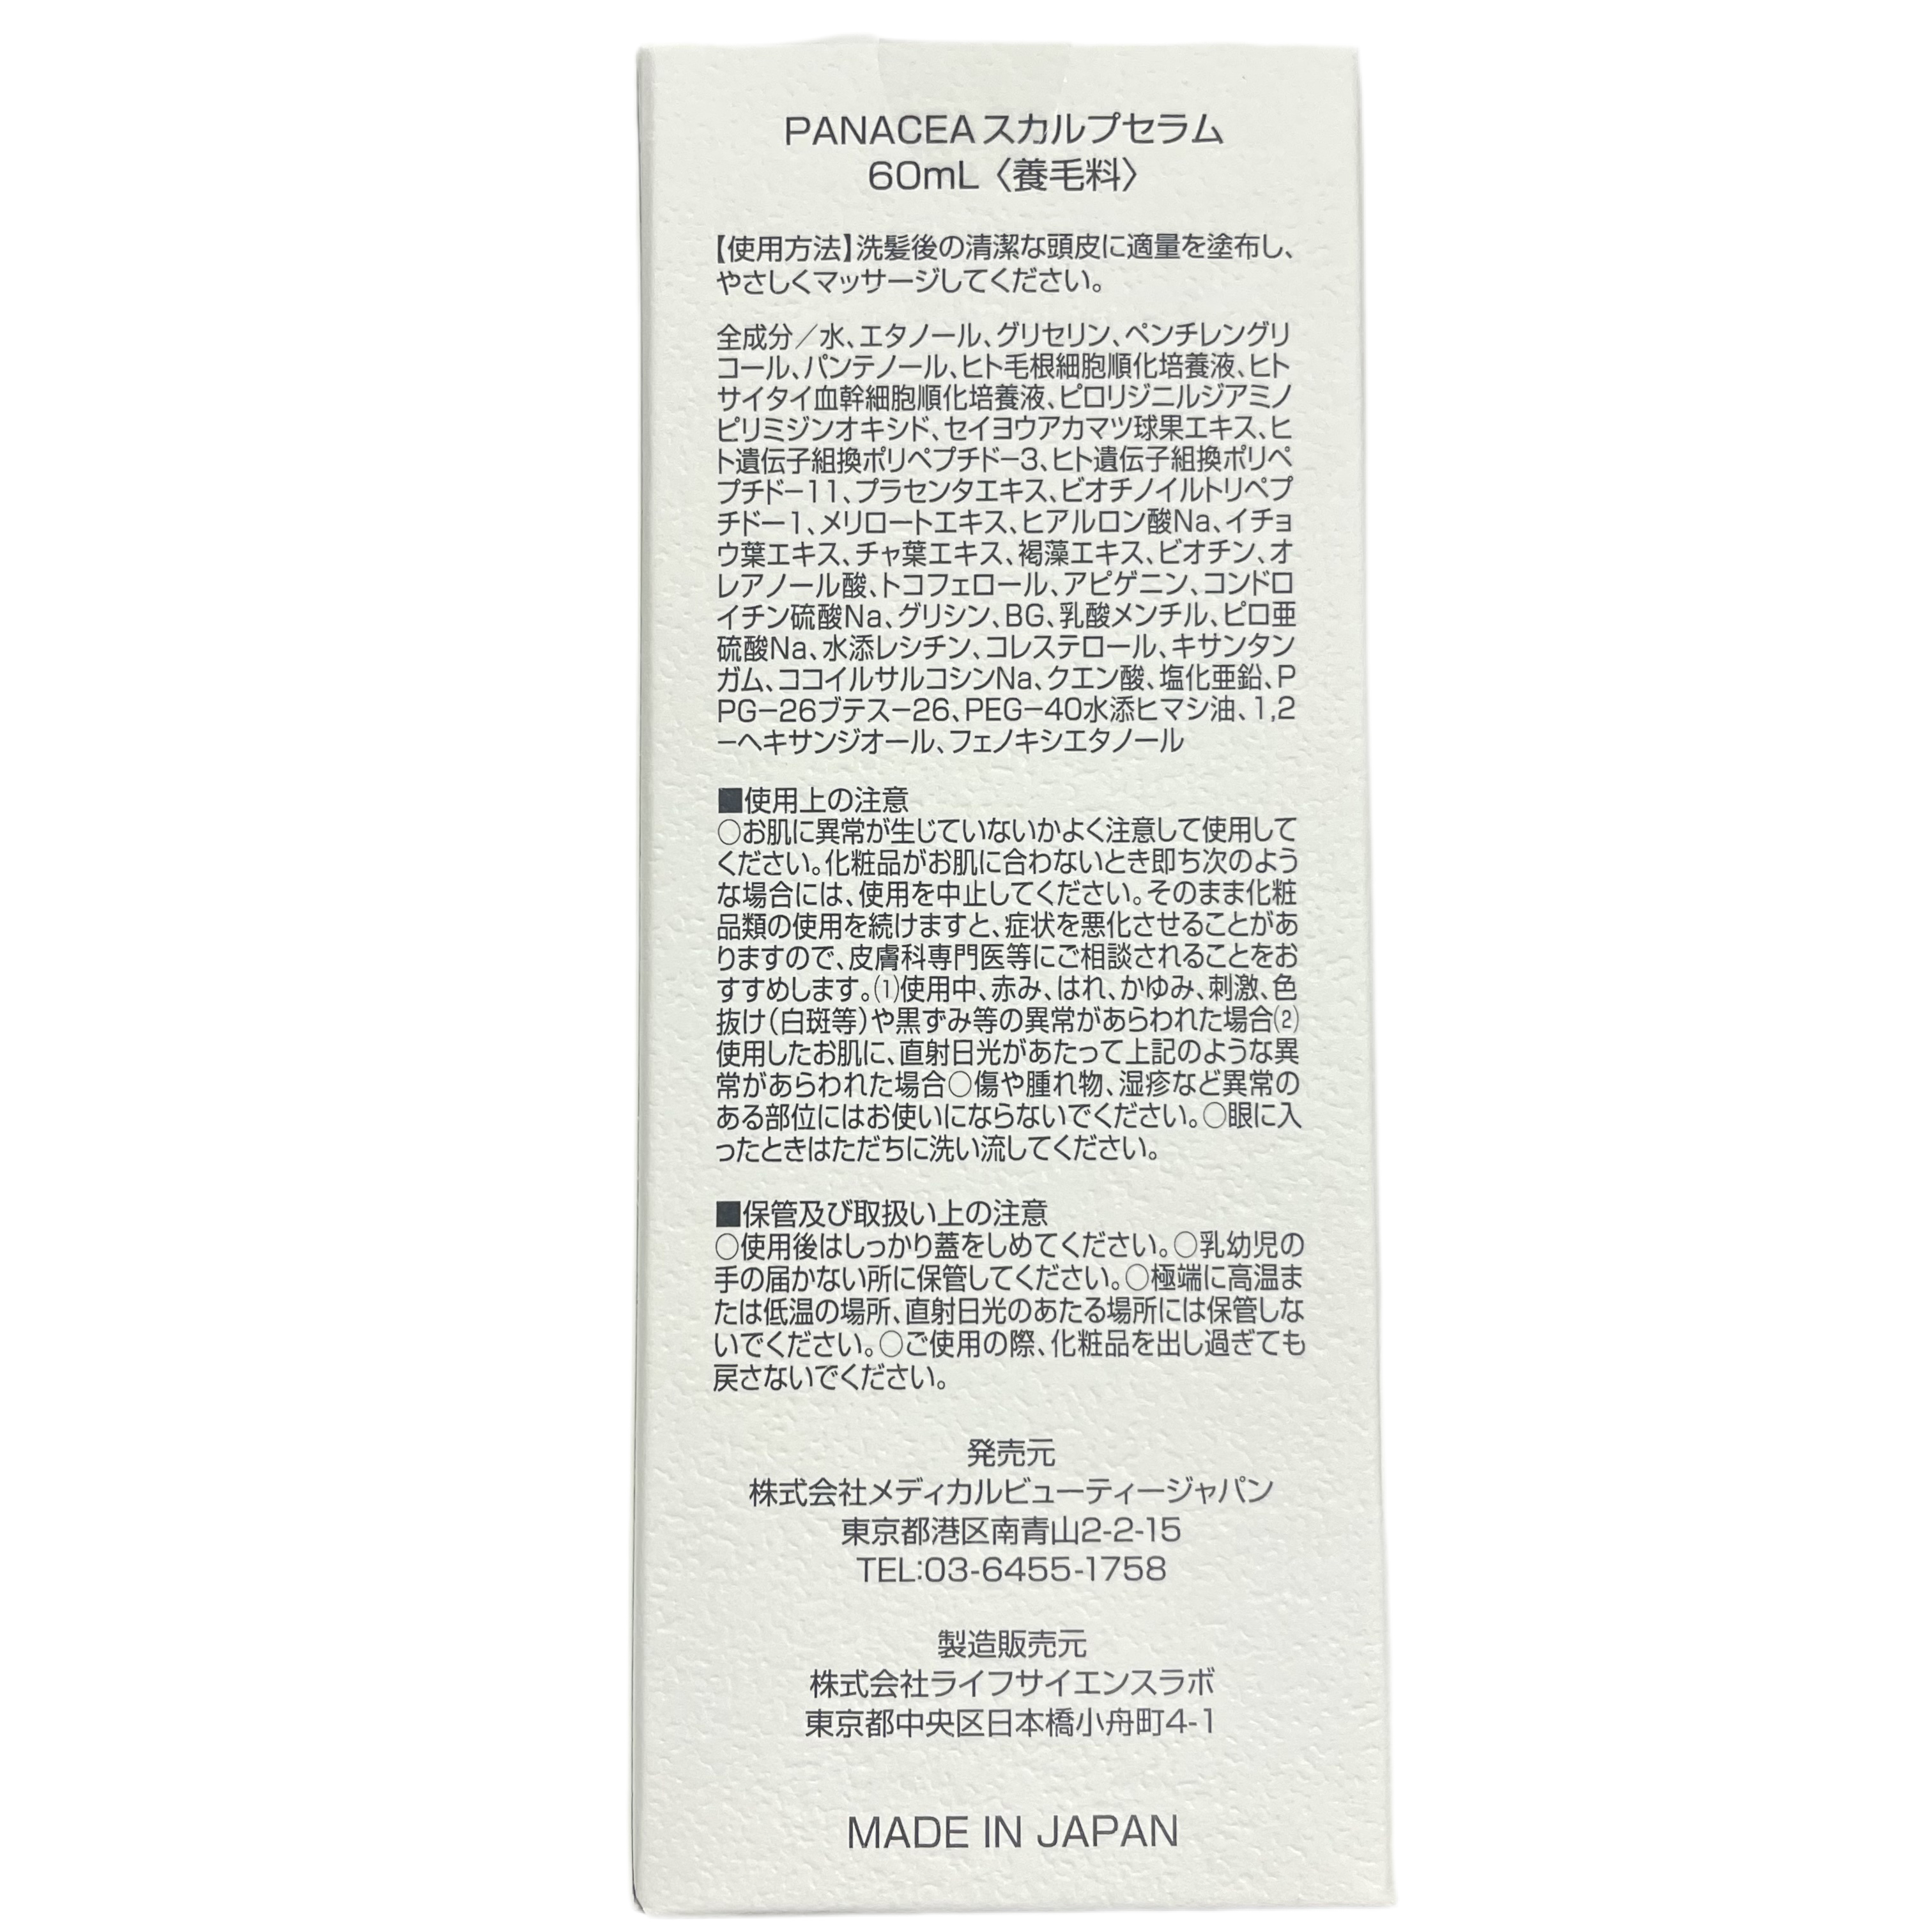 PANACEAスカルプセラム
60mL〈養毛料〉
【使用方法】洗髪後の清潔な頭皮に適量を塗布し、
やさしくマッサージしてください。
全成分／水、エタノール、グリセリン、ペンチレングリ
コール、パンテノール、ヒト毛根細胞順化培養液、ヒト
サイタイ血幹細胞順化培養液、ピロリジニルジアミノ
ピリミジンオキシド、セイヨウアカマツ球果エキス、ヒ
ト遺伝子組換ポリペプチドー3、ヒト遺伝子組換ポリペ
プチドー11、プラセンタエキス、ビオチノイルトリペプ
チドー1、メリロートエキス、ヒアルロン酸Na、イチョ
ウ葉エキス、チャ葉エキス、褐藻エキス、ビオチン、オ
レアノール酸、トコフェロール、アピゲニン、コンドロ
イチン硫酸Na、グリシン、BG、乳酸メンチル、ピロ亜
硫酸Na、水添レシチン、コレステロール、キサンタン
ガム、ココイルサルコシンNa、クエン酸、塩化亜鉛、P
PG−26ブテス−26、PEG−40水添ヒマシ油、1,2
−ヘキサンジオール、フェノキシエタノール
■使用上の注意
○お肌に異常が生じていないかよく注意して使用して
ください。化粧品がお肌に合わないとき即ち次のよう
な場合には、使用を中止してください。そのまま化粧
品類の使用を続けますと、症状を悪化させることがあ
りますので、皮膚科専門医等にご相談されることをお
すすめします。⑴使用中、赤み、はれ、かゆみ、刺激、色
抜け（白斑等）や黒ずみ等の異常があらわれた場合⑵
使用したお肌に、直射日光があたって上記のような異
常があらわれた場合○傷や腫れ物、湿疹など異常の
ある部位にはお使いにならないでください。○眼に入
ったときはただちに洗い流してください。
■保管及び取扱い上の注意
○使用後はしっかり蓋をしめてください。○乳幼児の
手の届かない所に保管してください。○極端に高温ま
たは低温の場所、直射日光のあたる場所には保管しな
いでください。○ご使用の際、化粧品を出し過ぎても
戻さないでください。
発売元
株式会社メディカルビューティージャパン
東京都港区南青山2-2-15
TEL:03-6455-1758
製造販売元
株式会社ライフサイエンスラボ
東京都中央区日本橋小舟町4-1
MADE IN JAPAN